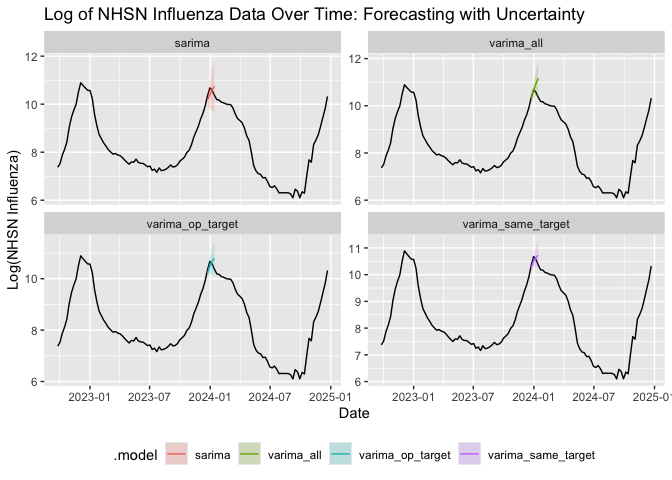 Log of NHSN Influenza Data Over Time: Forecasting with Uncertainty
sarima
varima_all
12
10
8
6
12
10
8
6
varima_op_target
varima_same_target
10
8
6
11
10
9
8
7
6
Log(NHSN Influenza)
2023-01
2023-07
2024-01
2024-07
2025-01
2023-01
2023-07
2024-01
2024-07
2025-01
Date
.model
sarima
varima_all
varima_op_target
varima_same_target